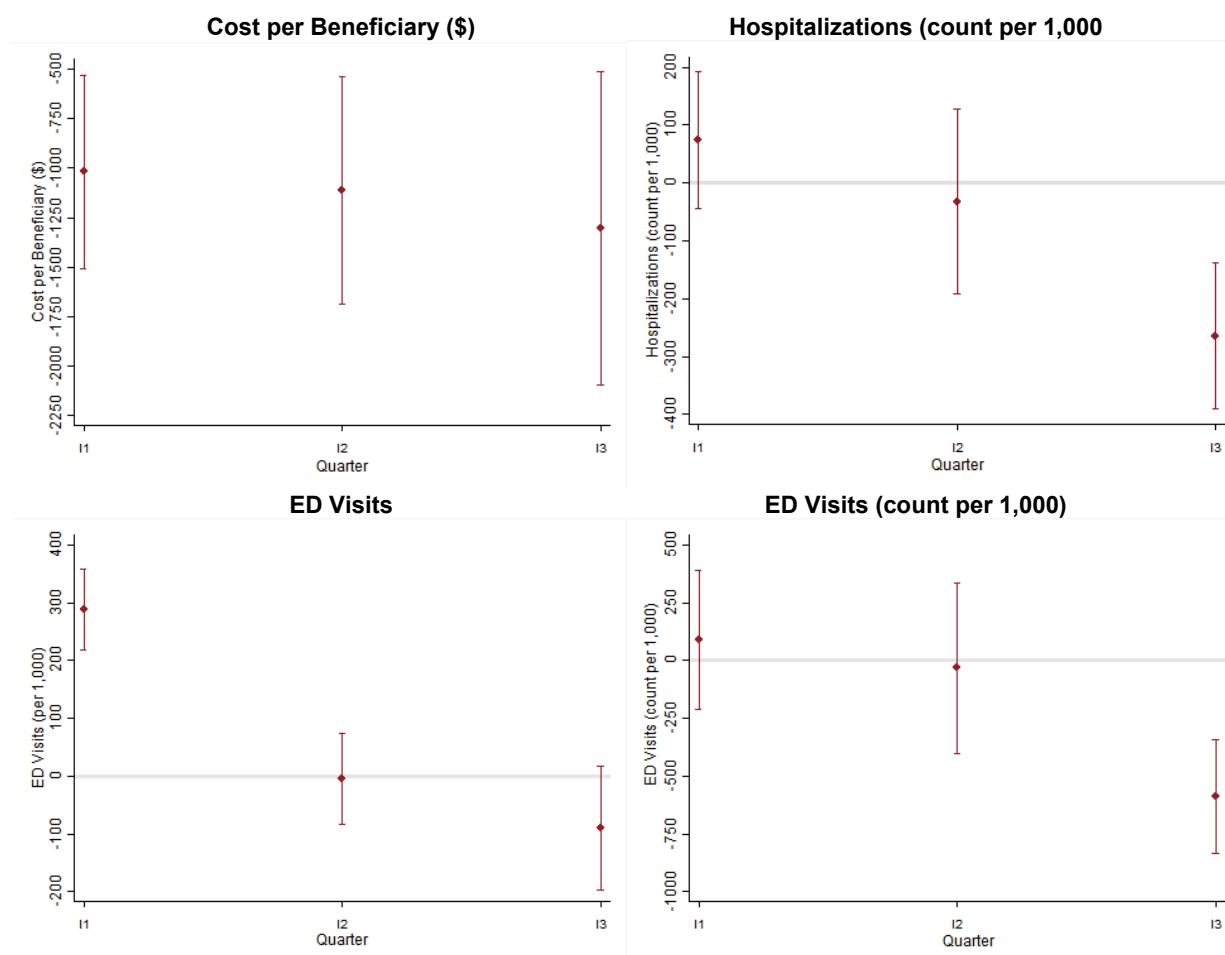 Cost per Beneficiary ($)
Cost per Beneficiary ($)
-500
-750
-1000
-1250
-1500
-1750
-2000
-2250
I1
I2
I3
Quarter
Hospitalizations (count per 1,000
Hospitalizations (count per 1,000)
200
100
0
-100
-200
-300
-400
I1
I2
I3
Quarter
ED Visits
ED Visits (per 1,000)
400
300
200
100
0
-100
-200
I1
I2
I3
Quarter
ED Visits (count per 1,000)
ED Visits (count per 1,000)
500
250
0
-250
-500
-750
-1000
I1
I2
I3
Quarter